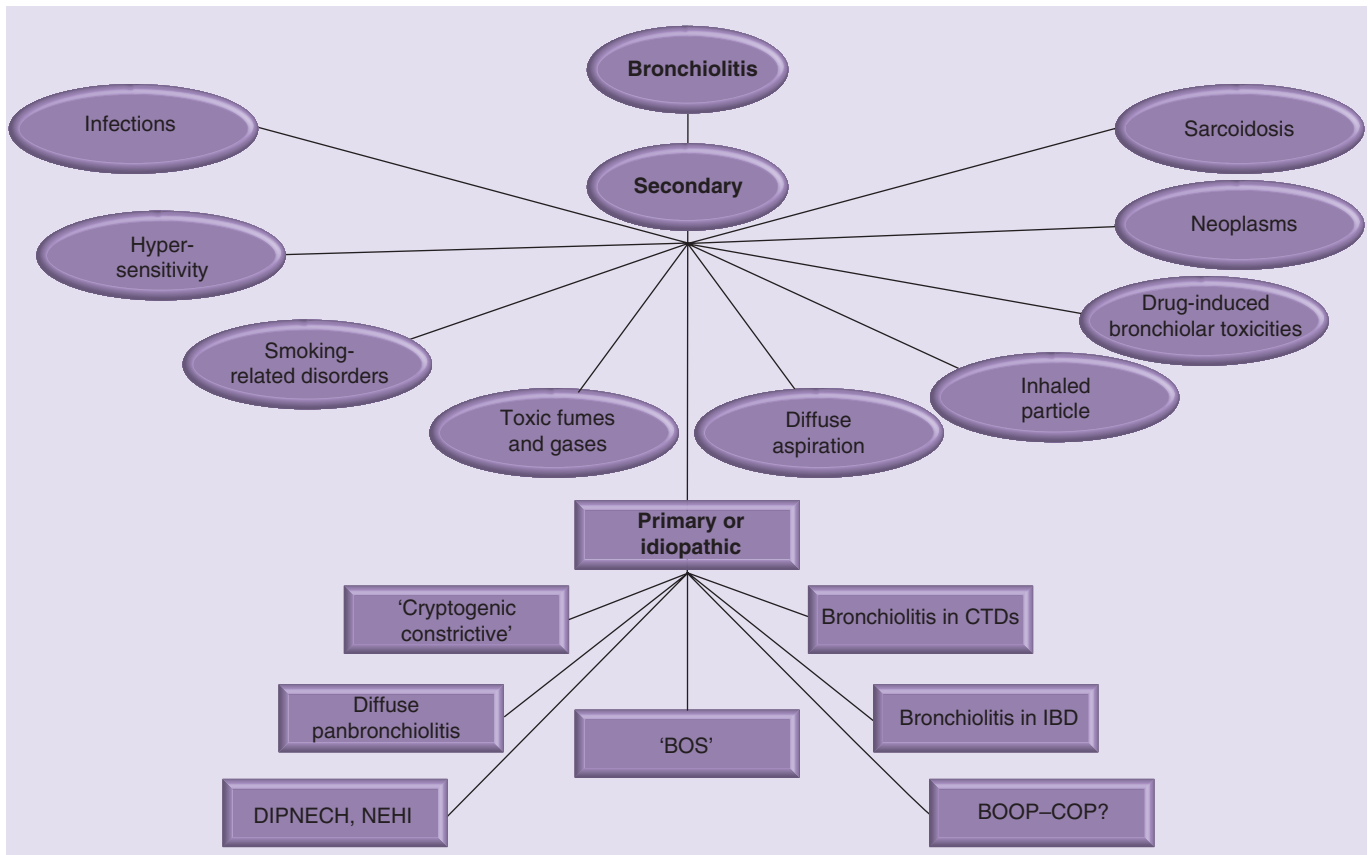 Bronchiolitis
Infections
Sarcoidosis
Secondary
Hyper-
sensitivity
Neoplasms
Drug-induced
bronchiolar toxicities
Smoking-
related disorders
Inhaled
particle
Toxic fumes
and gases
Diffuse
aspiration
Primary or
idiopathic
‘Cryptogenic
constrictive’
Bronchiolitis in CTDs
Diffuse
panbronchiolitis
‘BOS’
Bronchiolitis in IBD
DIPNECH, NEHI
BOOP–COP?